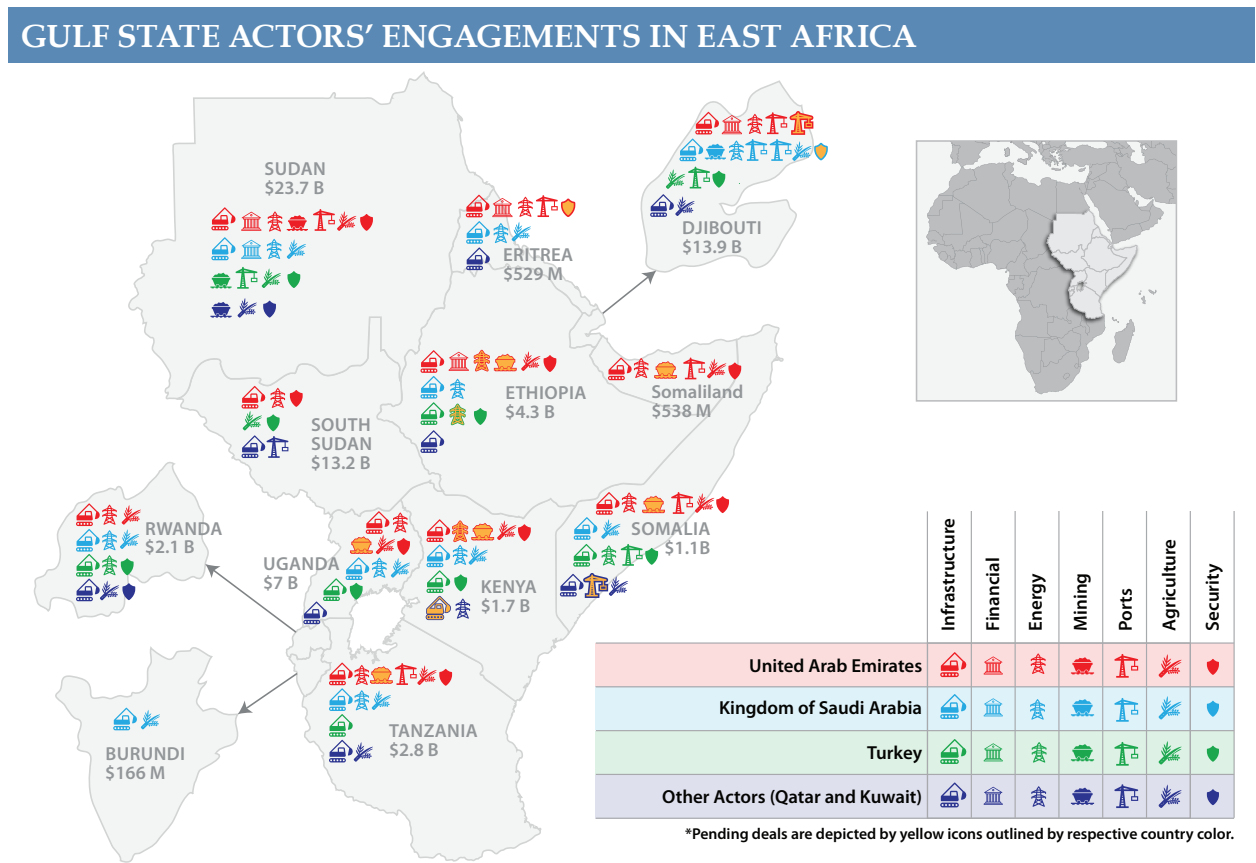 GULF STATE ACTORS’ ENGAGEMENTS IN EAST AFRICA
SUDAN
$23.7 B
ERITREA
$529 M
DJIBOUTI
$13.9 B
ETHIOPIA
$4.3 B
Somaliland
$538 M
SOUTH
SUDAN
$13.2 B
RWANDA
$2.1 B
UGANDA
$7 B
KENYA
$1.7 B
SOMALIA
$1.1B
BURUNDI
$166 M
TANZANIA
$2.8 B
Infrastructure
Financial
Energy
Mining
Ports
Agriculture
Security
United Arab Emirates
Kingdom of Saudi Arabia
Turkey
Other Actors (Qatar and Kuwait)
*Pending deals are depicted by yellow icons outlined by respective country color.